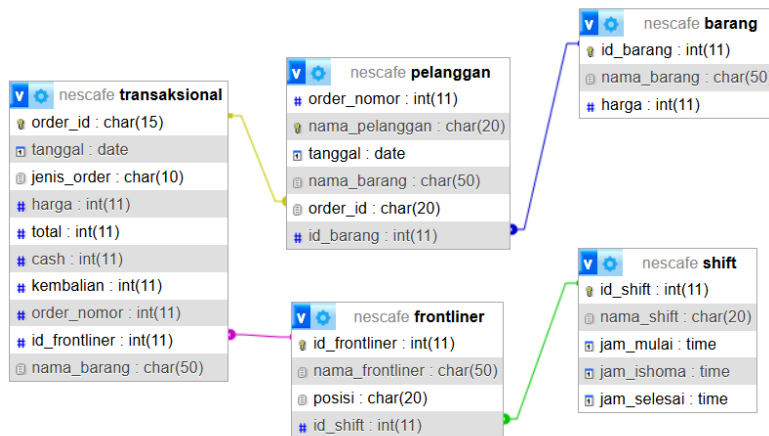 nescafe barang
id_barang : int(11)
nama_barang : char(50
harga : int(11)
nescafe pelanggan
order_nomor : int(11)
nama_pelanggan : char(20)
tanggal : date
nama_barang : char(50)
order_id : char(20)
id_barang : int(11)
nescafe transaksional
order_id : char(15)
tanggal : date
jenis_order : char(10)
harga : int(11)
total : int(11)
cash : int(11)
kembalian : int(11)
order_nomor : int(11)
id_frontliner : int(11)
nama_barang : char(50)
nescafe frontliner
id_frontliner : int(11)
nama_frontliner : char(50)
posisi : char(20)
id_shift : int(11)
nescafe shift
id_shift : int(11)
nama_shift : char(20)
jam_mulai : time
jam_ishoma : time
jam_selesai : time